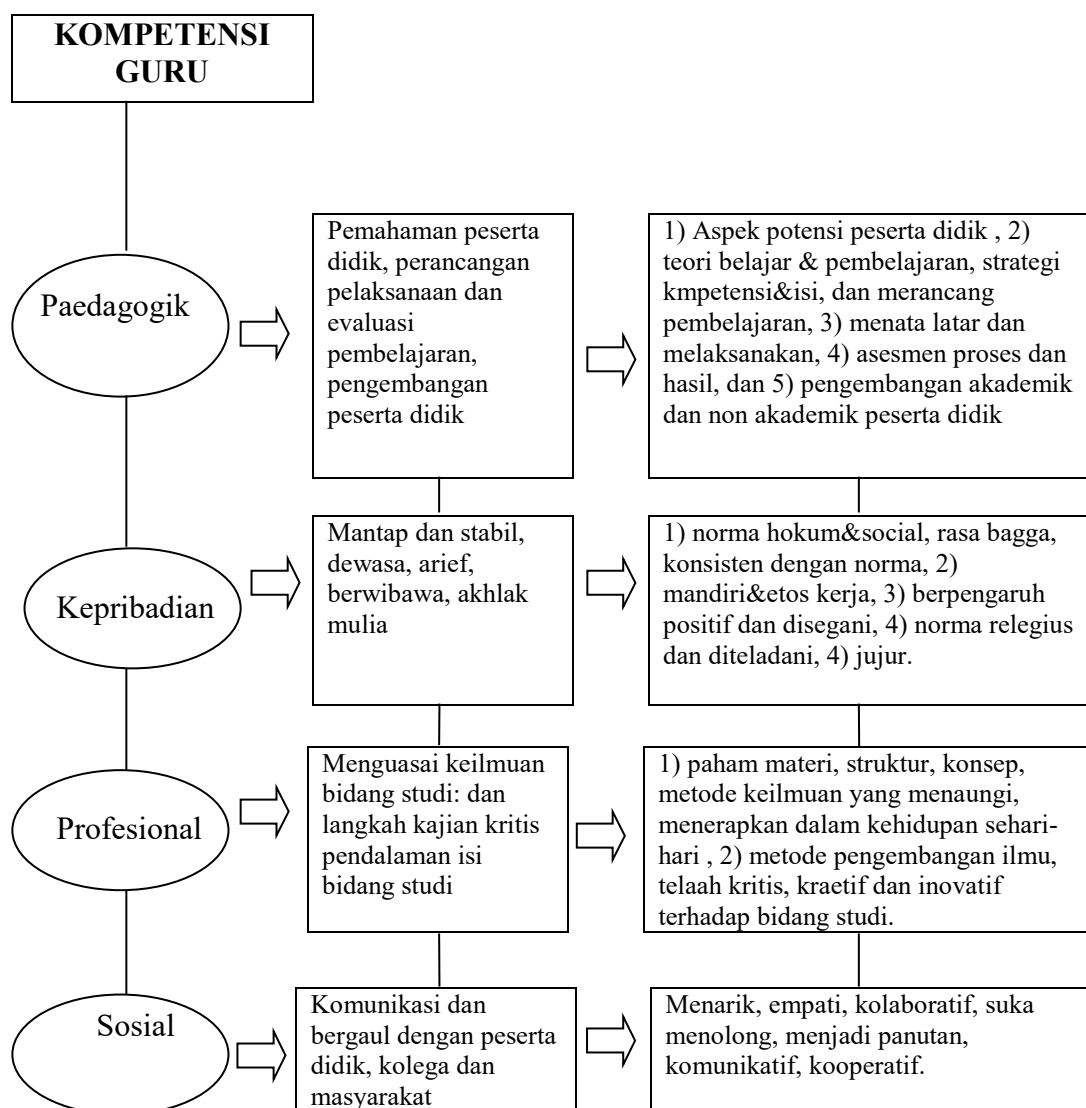 KOMPETENSI
GURU
Paedagogik
Pemahaman peserta
didik, perancangan
pelaksanaan dan
evaluasi
pembelajaran,
pengembangan
peserta didik
1) Aspek potensi peserta didik , 2)
teori belajar & pembelajaran, strategi
kmpetensi&isi, dan merancang
pembelajaran, 3) menata latar dan
melaksanakan, 4) asesmen proses dan
hasil, dan 5) pengembangan akademik
dan non akademik peserta didik
Kepribadian
Mantap dan stabil,
dewasa, arief,
berwibawa, akhlak
mulia
1) norma hokum&social, rasa bagga,
konsisten dengan norma, 2)
mandiri&etos kerja, 3) berpengaruh
positif dan disegani, 4) norma relegius
dan diteladani, 4) jujur.
Profesional
Menguasai keilmuan
bidang studi: dan
langkah kajian kritis
pendalaman isi
bidang studi
1) paham materi, struktur, konsep,
metode keilmuan yang menaungi,
menerapkan dalam kehidupan sehari-
hari , 2) metode pengembangan ilmu,
telaah kritis, kraetif dan inovatif
terhadap bidang studi.
Sosial
Komunikasi dan
bergaul dengan peserta
didik, kolega dan
masyarakat
Menarik, empati, kolaboratif, suka
menolong, menjadi panutan,
komunikatif, kooperatif.